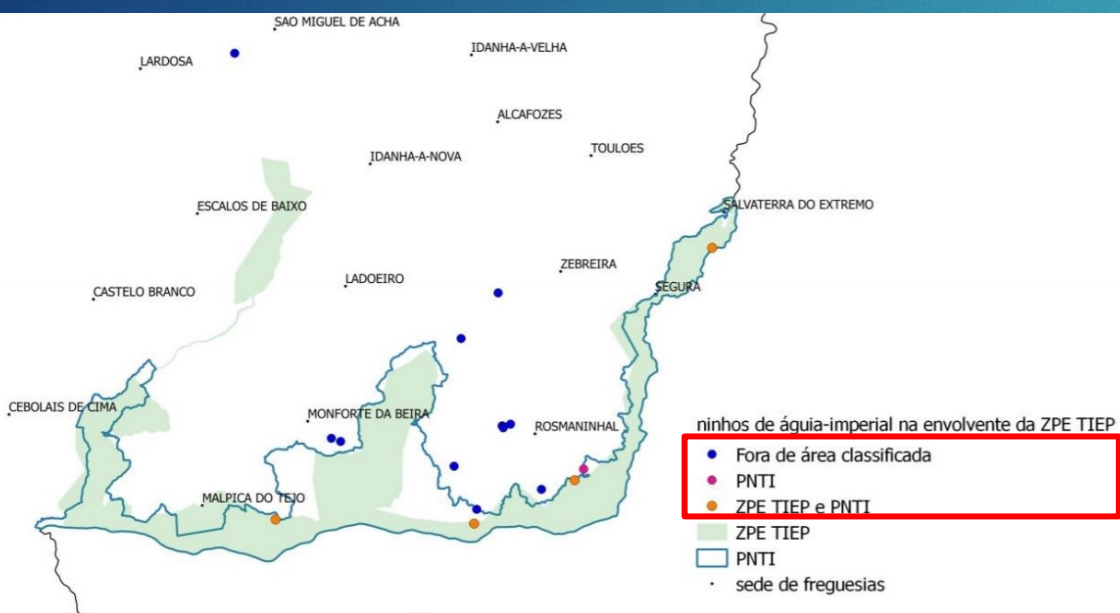 SAO MIGUEL DE ACHA
IDANHA-A-VELHA
LARDOSA
ALCAFOZES
TOULOES
IDANHA-A-NOVA
ESCALOS DE BAIXO
SALVATERRA DO EXTREMO
ZEBREIRA
LADOEIRO
SEGURA
CASTELO BRANCO
CEBOLAIS DE CIMA
MONFORTE DA BEIRA
ROSMANINHAL
MALPICA DO TEJO
ninhos de águia-imperial na envolvente da ZPE TIEP
Fora de área classificada
PNTI
ZPE TIEP e PNTI
ZPE TIEP
PNTI
sede de freguesias